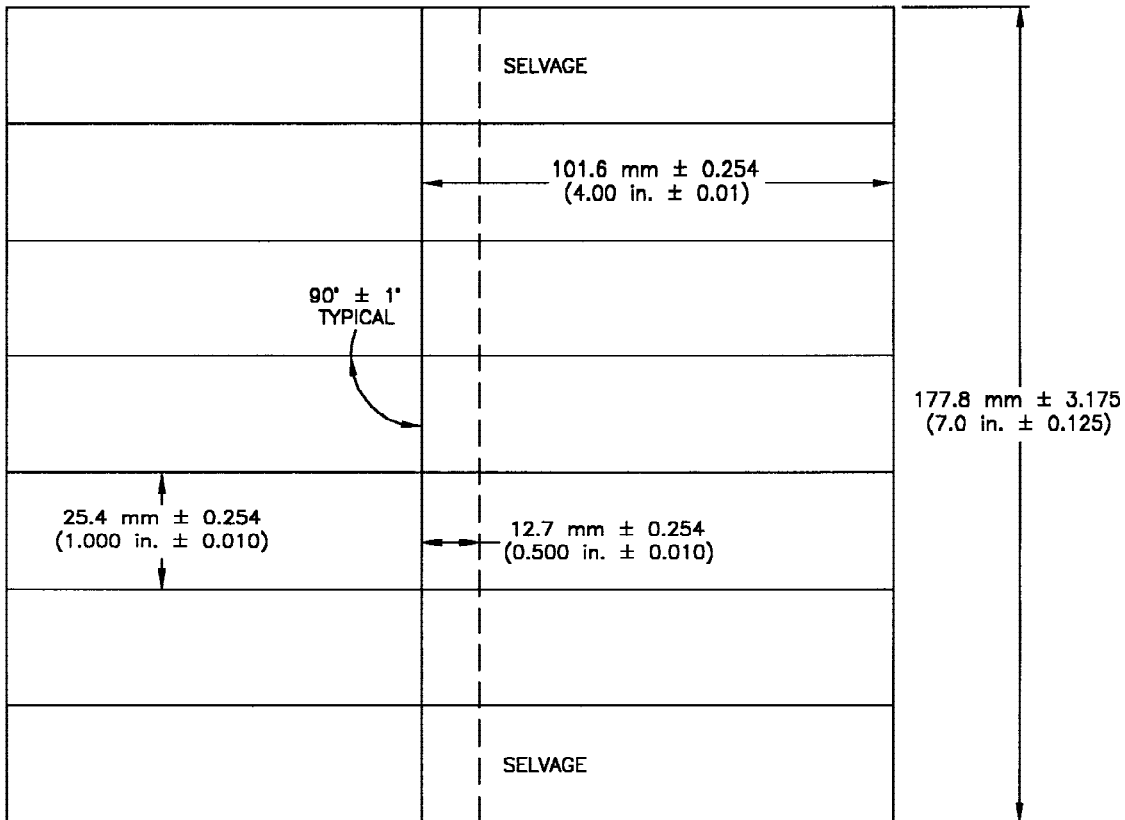 SELVAGE
101.6 mm ± 0.254
(4.00 in. ± 0.01)
90° ± 1°
TYPICAL
177.8 mm ± 3.175
(7.0 in. ± 0.125)
25.4 mm ± 0.254
(1.000 in. ± 0.010)
12.7 mm ± 0.254
(0.500 in. ± 0.010)
SELVAGE